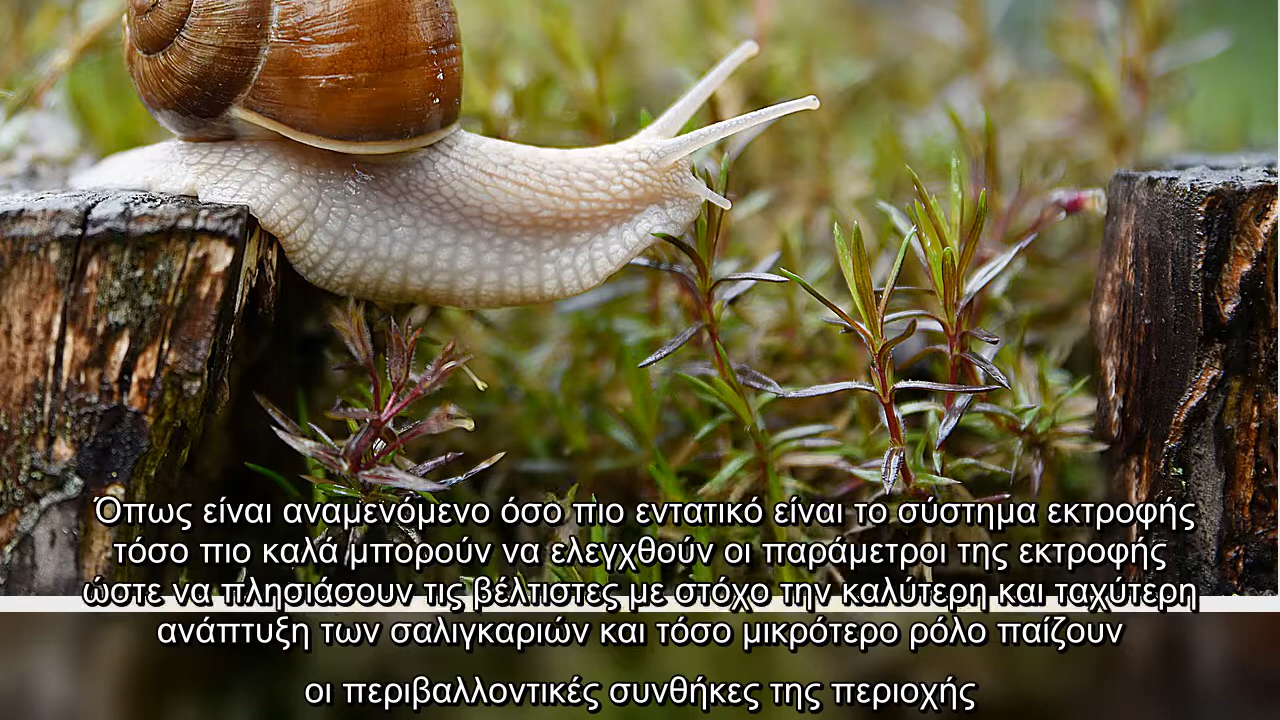 Όπως είναι αναμενόμενο όσο πιο εντατικό είναι το σύστημα εκτροφής
τόσο πιο καλά μπορούν να ελεγχθούν οι παράμετροι της εκτροφής
ώστε να πλησιάσουν τις βέλτιστες με στόχο την καλύτερη και ταχύτερη
ανάπτυξη των σαλιγκαριών και τόσο μικρότερο ρόλο παίζουν
οι περιβαλλοντικές συνθήκες της περιοχής